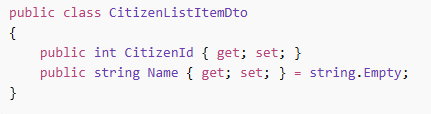 public class CitizenListItemDto
{
    public int CitizenId { get; set; }
    public string Name { get; set; } = string.Empty;
}